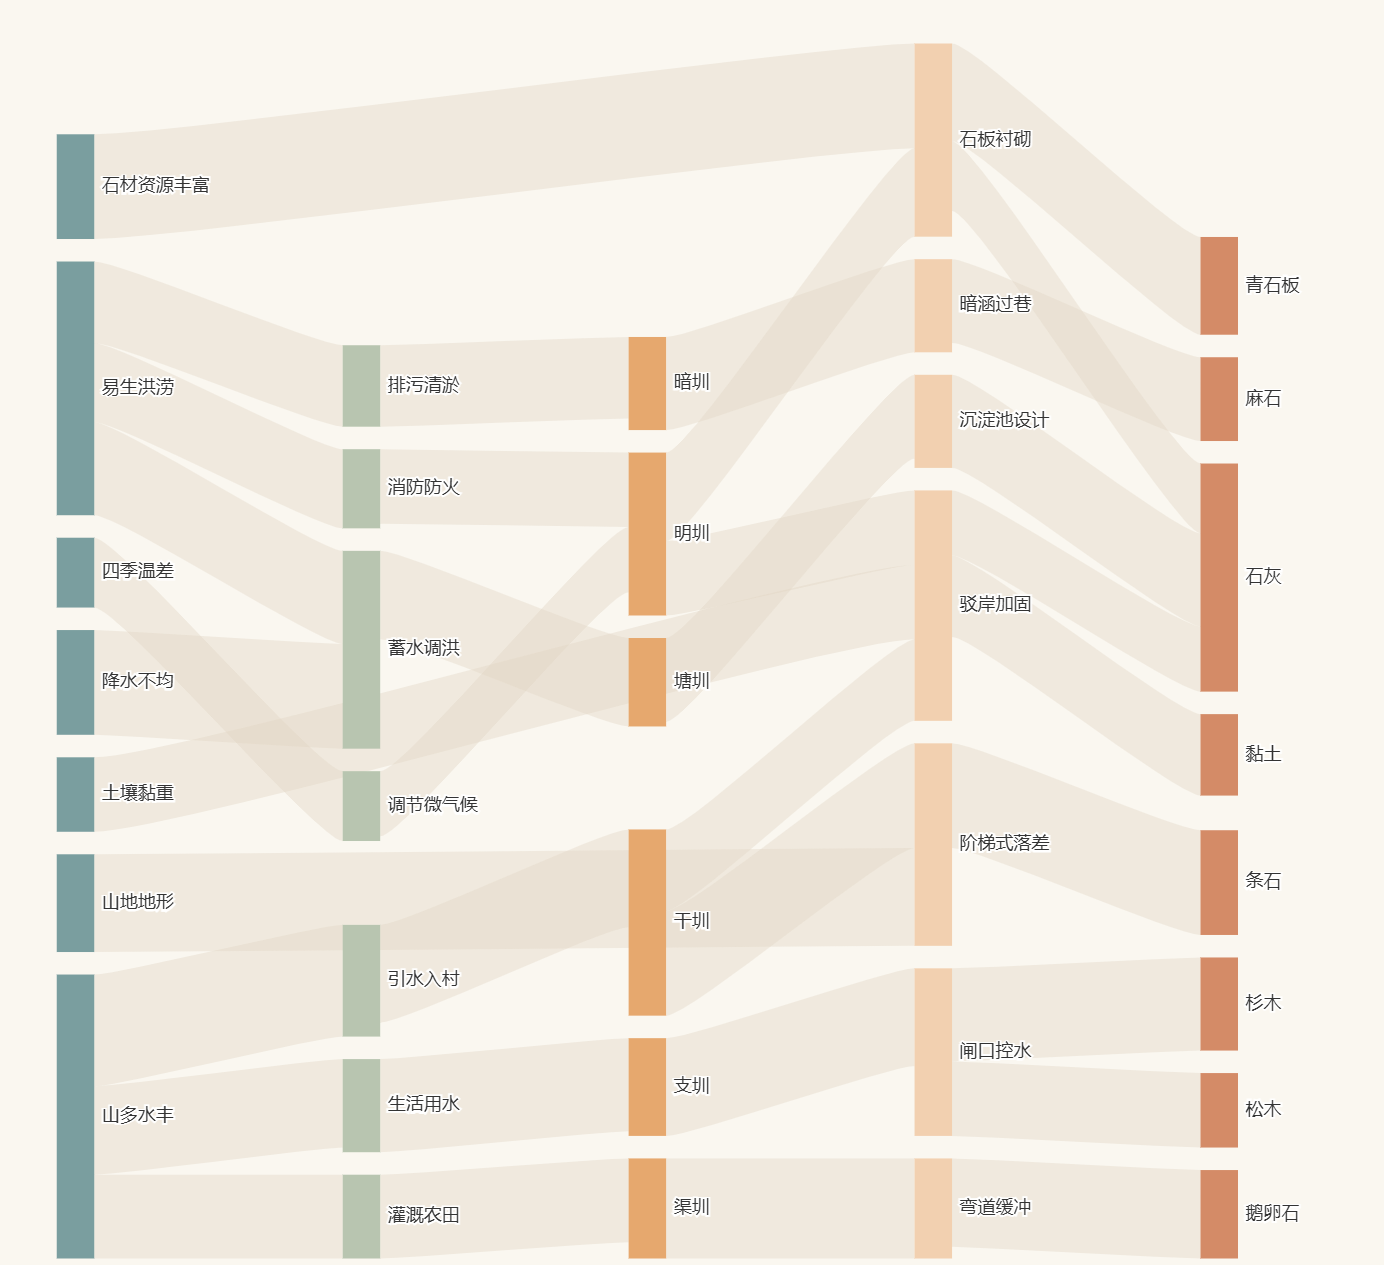 石材资源丰富
易生洪涝
四季温差
降水不均
土壤黏重
山地地形
山多水丰
排污清淤
消防防火
蓄水调洪
调节微气候
引水入村
生活用水
灌溉农田
暗圳
明圳
塘圳
干圳
支圳
渠圳
石板衬砌
暗涵过巷
沉淀池设计
驳岸加固
阶梯式落差
闸口控水
弯道缓冲
青石板
麻石
石灰
黏土
条石
杉木
松木
鹅卵石